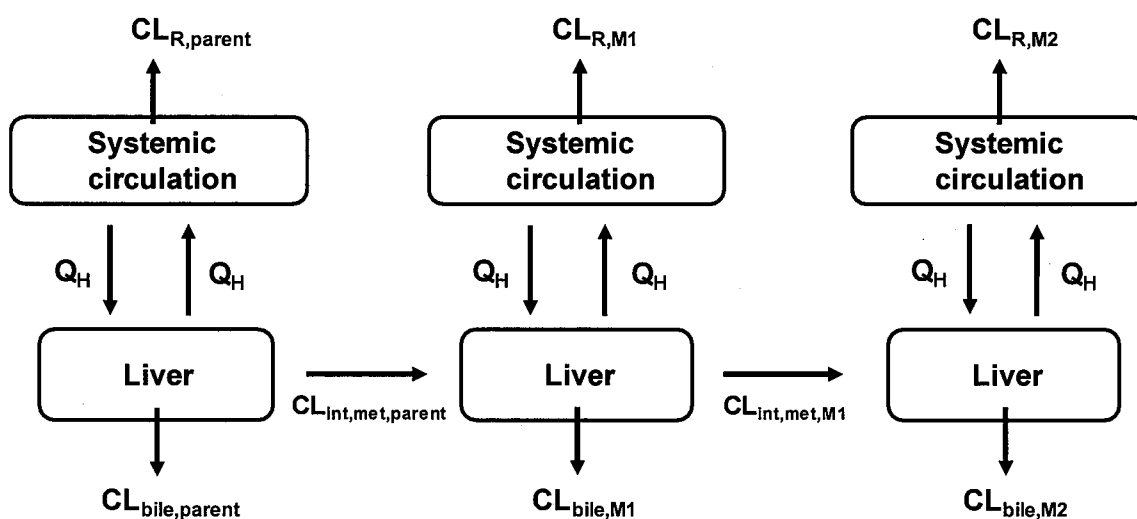 CL_R,parent CL_R,M1 CL_R,M2
Systemic circulation Systemic circulation Systemic circulation
Q_H Q_H Q_H Q_H Q_H Q_H
Liver Liver Liver
CL_int,met,parent CL_int,met,M1
CL_bile,parent CL_bile,M1 CL_bile,M2